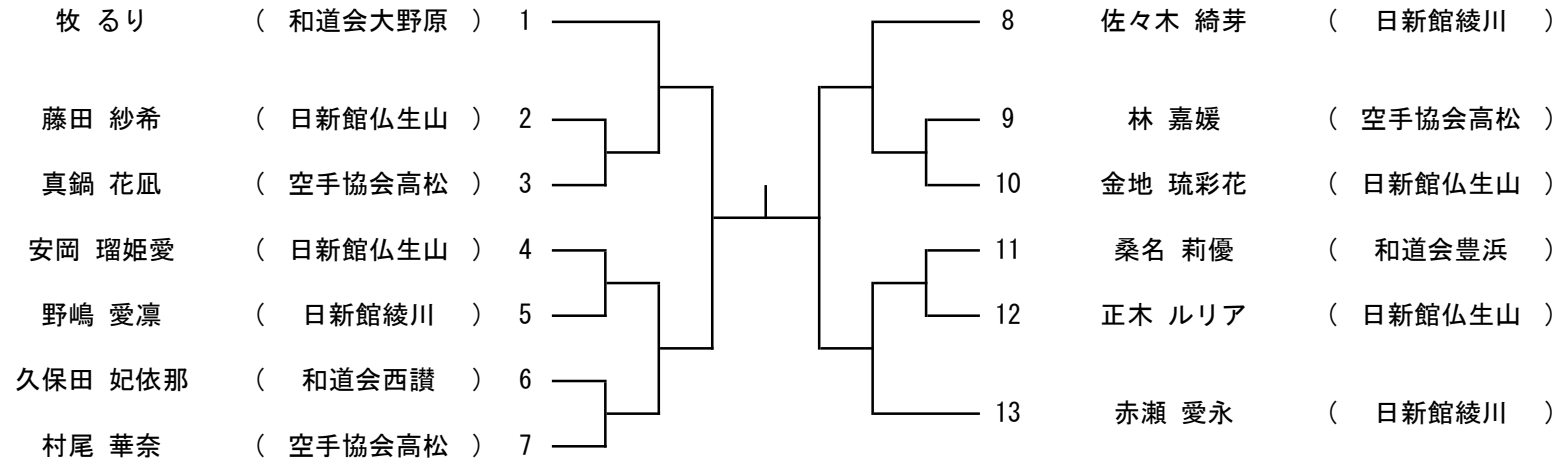 牧 るり ( 和道会大野原 ) 1
藤田 紗希 ( 日新館仏生山 ) 2
真鍋 花凪 ( 空手協会高松 ) 3
安岡 瑠姫愛 ( 日新館仏生山 ) 4
野嶋 愛凛 ( 日新館綾川 ) 5
久保田 妃依那 ( 和道会西讃 ) 6
村尾 華奈 ( 空手協会高松 ) 7
8 佐々木 綺芽 ( 日新館綾川 )
9 林 嘉媛 ( 空手協会高松 )
10 金地 琉彩花 ( 日新館仏生山 )
11 桑名 莉優 ( 和道会豊浜 )
12 正木 ルリア ( 日新館仏生山 )
13 赤瀬 愛永 ( 日新館綾川 )